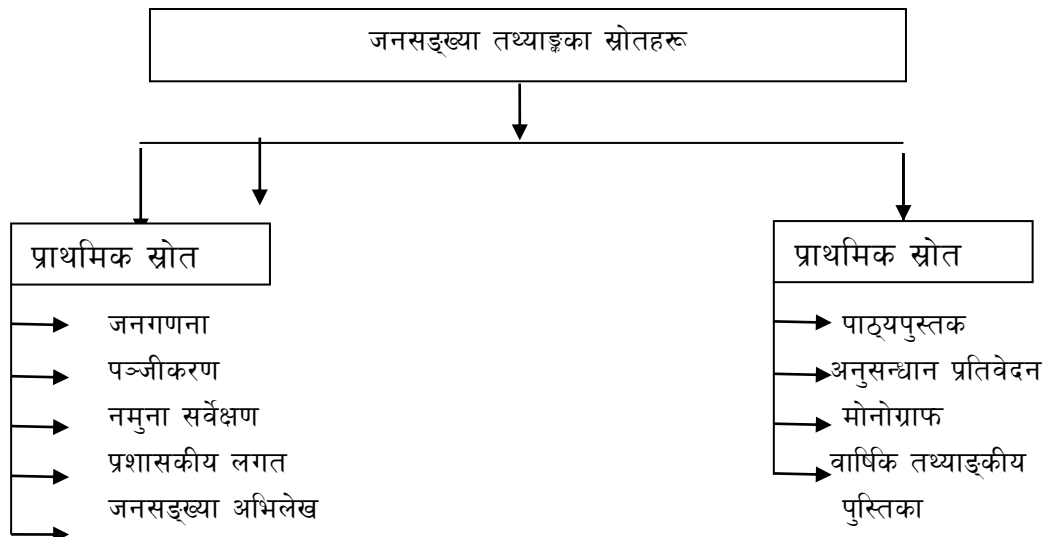 जनसङ्ख्या तथ्याङ्कका स्रोतहरू
प्राथमिक स्रोत
जनगणना
पञ्जीकरण
नमुना सर्वेक्षण
प्रशासकीय लगत
जनसङ्ख्या अभिलेख
प्राथमिक स्रोत
पाठ्यपुस्तक
अनुसन्धान प्रतिवेदन
मोनोग्राफ
वार्षिक तथ्याङ्कीय
पुस्तिका